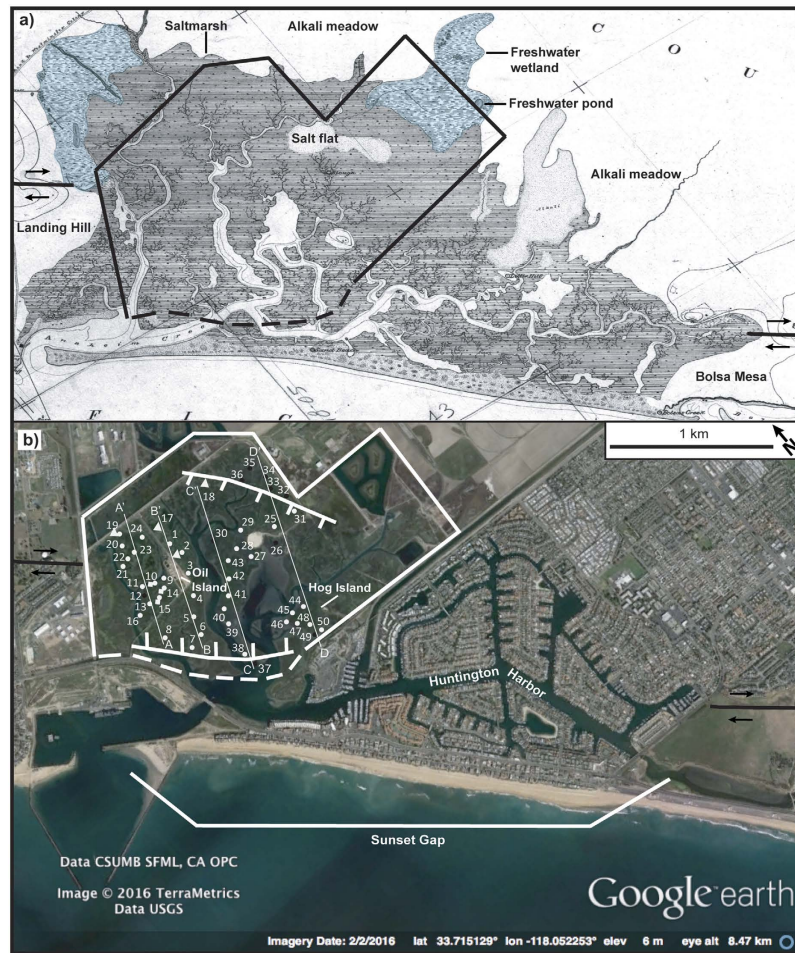 a)
Saltmarsh
Alkali meadow
C O U
Freshwater
wetland
Freshwater pond
Salt flat
Alkali meadow
Landing Hill
Bolsa Mesa
F I C
b)
1 km
N
D'
35
34
36
33
C'
32
18
A'
B'
31
19
17
24
25
29
30
20
1
26
23
2
28
22
27
43
21
3
Oil
Island
10
9
42
Hog Island
11
14
4
41
44
12
45
13
15
5
40
46
48
50
16
6
39
47
49
8
7
38
A
B
C
37
D
Huntington
Harbor
Sunset Gap
Data CSUMB SFML, CA OPC
Image © 2016 TerraMetrics
Data USGS
Google earth
Imagery Date: 2/2/2016 lat 33.715129° lon -118.052253° elev 6 m eye alt 8.47 km